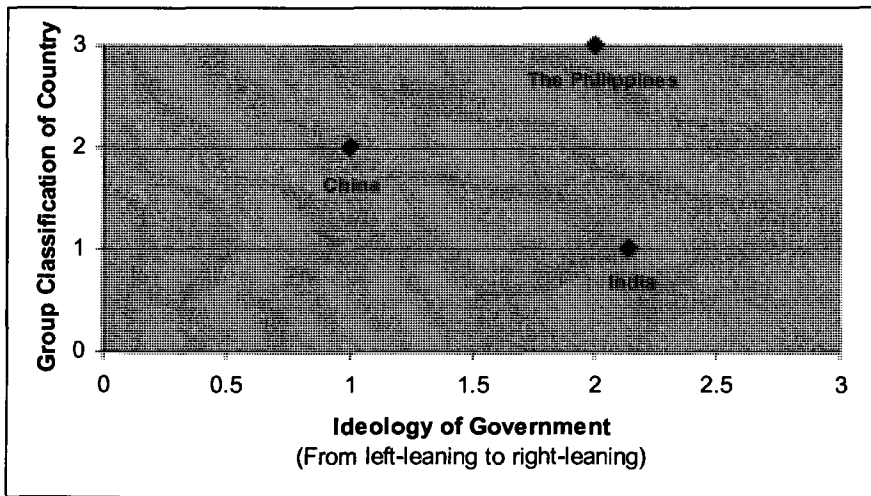 Group Classification of Country
3
2
1
0
The Philippines
China
India
0 0.5 1 1.5 2 2.5 3
Ideology of Government
(From left-leaning to right-leaning)